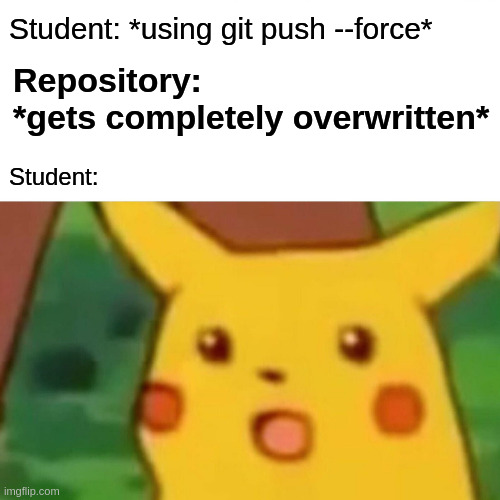 Student: *using git push --force*
Repository:
*gets completely overwritten*
Student:
imgflip.com